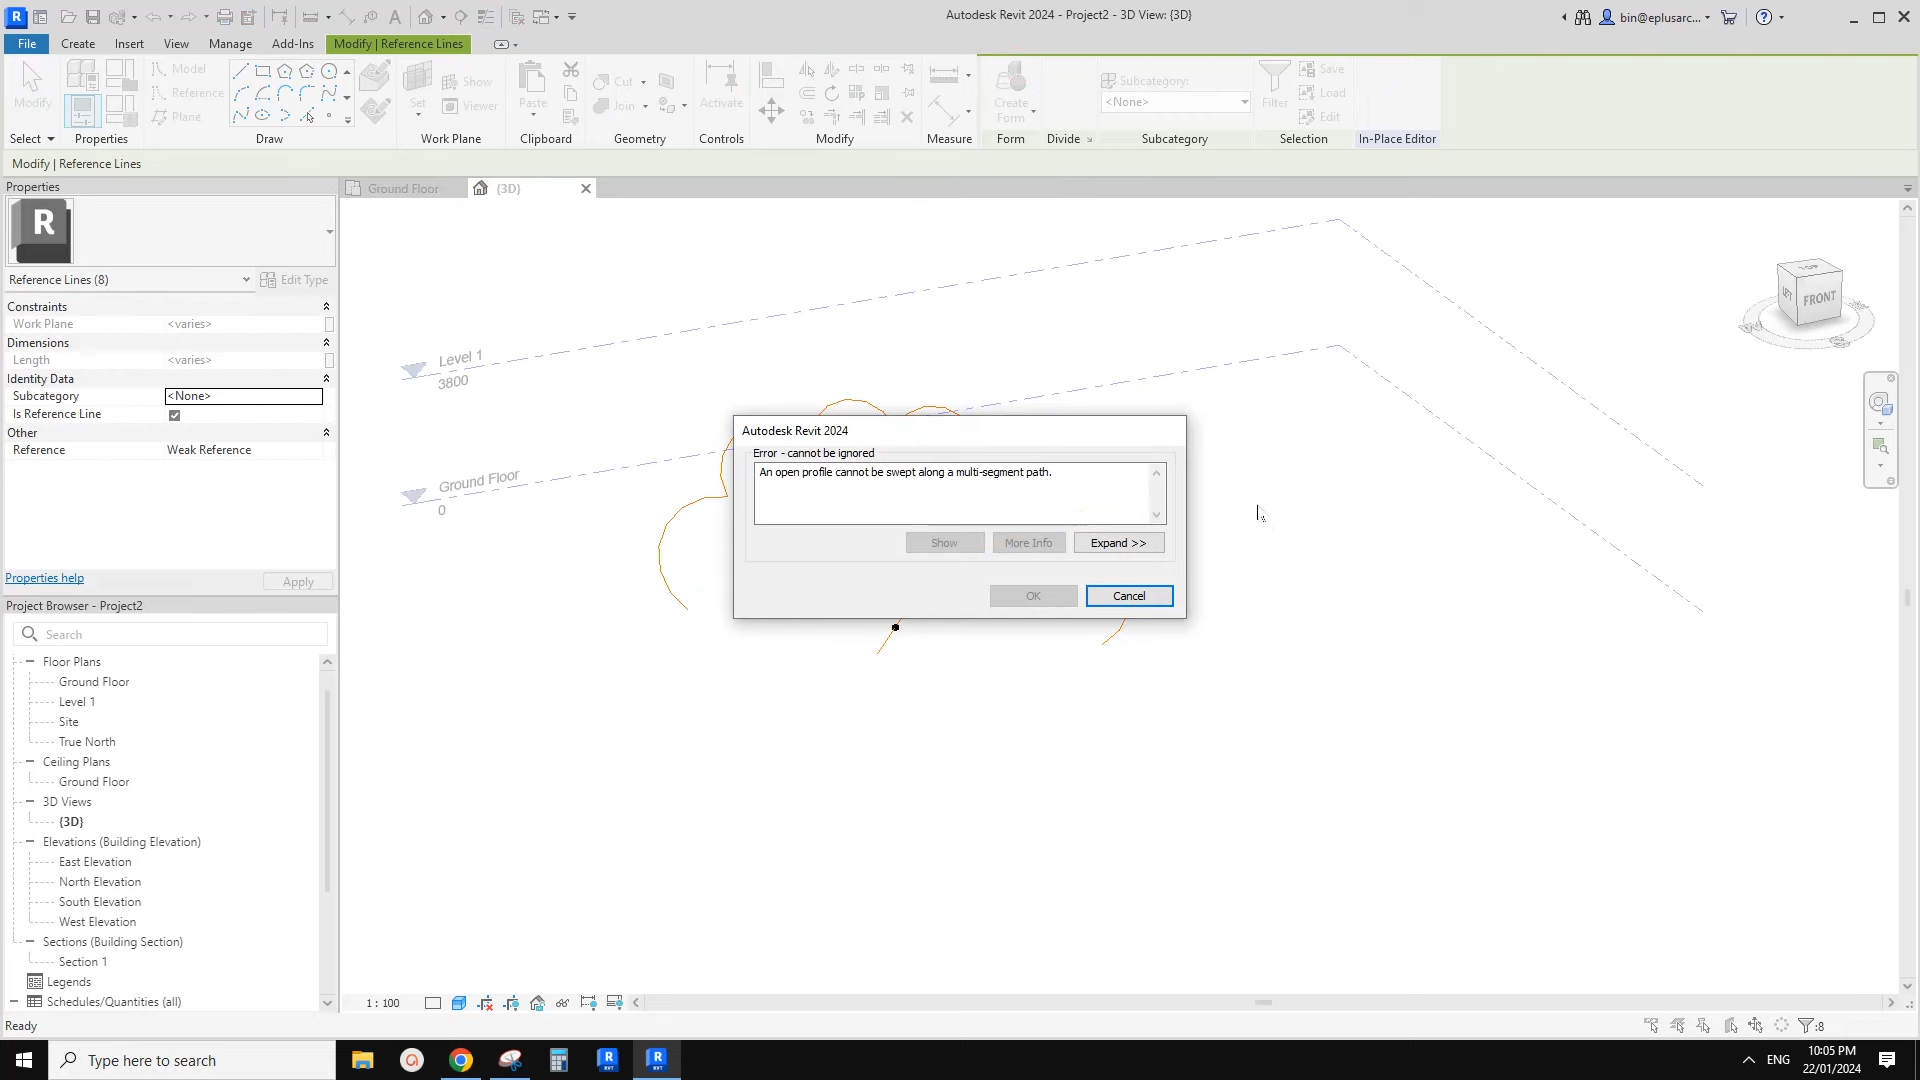 Autodesk Revit 2024 - Project2 - 3D View: {3D}
bin@eplusarc...
File
Create
Insert
View
Manage
Add-Ins
Modify | Reference Lines
Modify
Model
Reference
Plane
Set
Show
Viewer
Paste
Cut
Join
Activate
Create
Form
Subcategory:
<None>
Filter
Save
Load
Edit
Select
Properties
Draw
Work Plane
Clipboard
Geometry
Controls
Modify
Measure
Form
Divide
Subcategory
Selection
In-Place Editor
Modify | Reference Lines
Properties
Ground Floor
{3D}
R
Reference Lines (8)
Edit Type
Constraints
Work Plane
<varies>
Dimensions
Length
<varies>
Identity Data
Subcategory
<None>
Is Reference Line
Other
Reference
Weak Reference
Properties help
Apply
TOP
LEFT
FRONT
Level 1
3800
Ground Floor
0
Autodesk Revit 2024
Error - cannot be ignored
An open profile cannot be swept along a multi-segment path.
Show
More Info
Expand >>
OK
Cancel
Project Browser - Project2
Search
Floor Plans
Ground Floor
Level 1
Site
True North
Ceiling Plans
Ground Floor
3D Views
{3D}
Elevations (Building Elevation)
East Elevation
North Elevation
South Elevation
West Elevation
Sections (Building Section)
Section 1
Legends
Schedules/Quantities (all)
1 : 100
Ready
:8
Type here to search
ENG
10:05 PM
22/01/2024